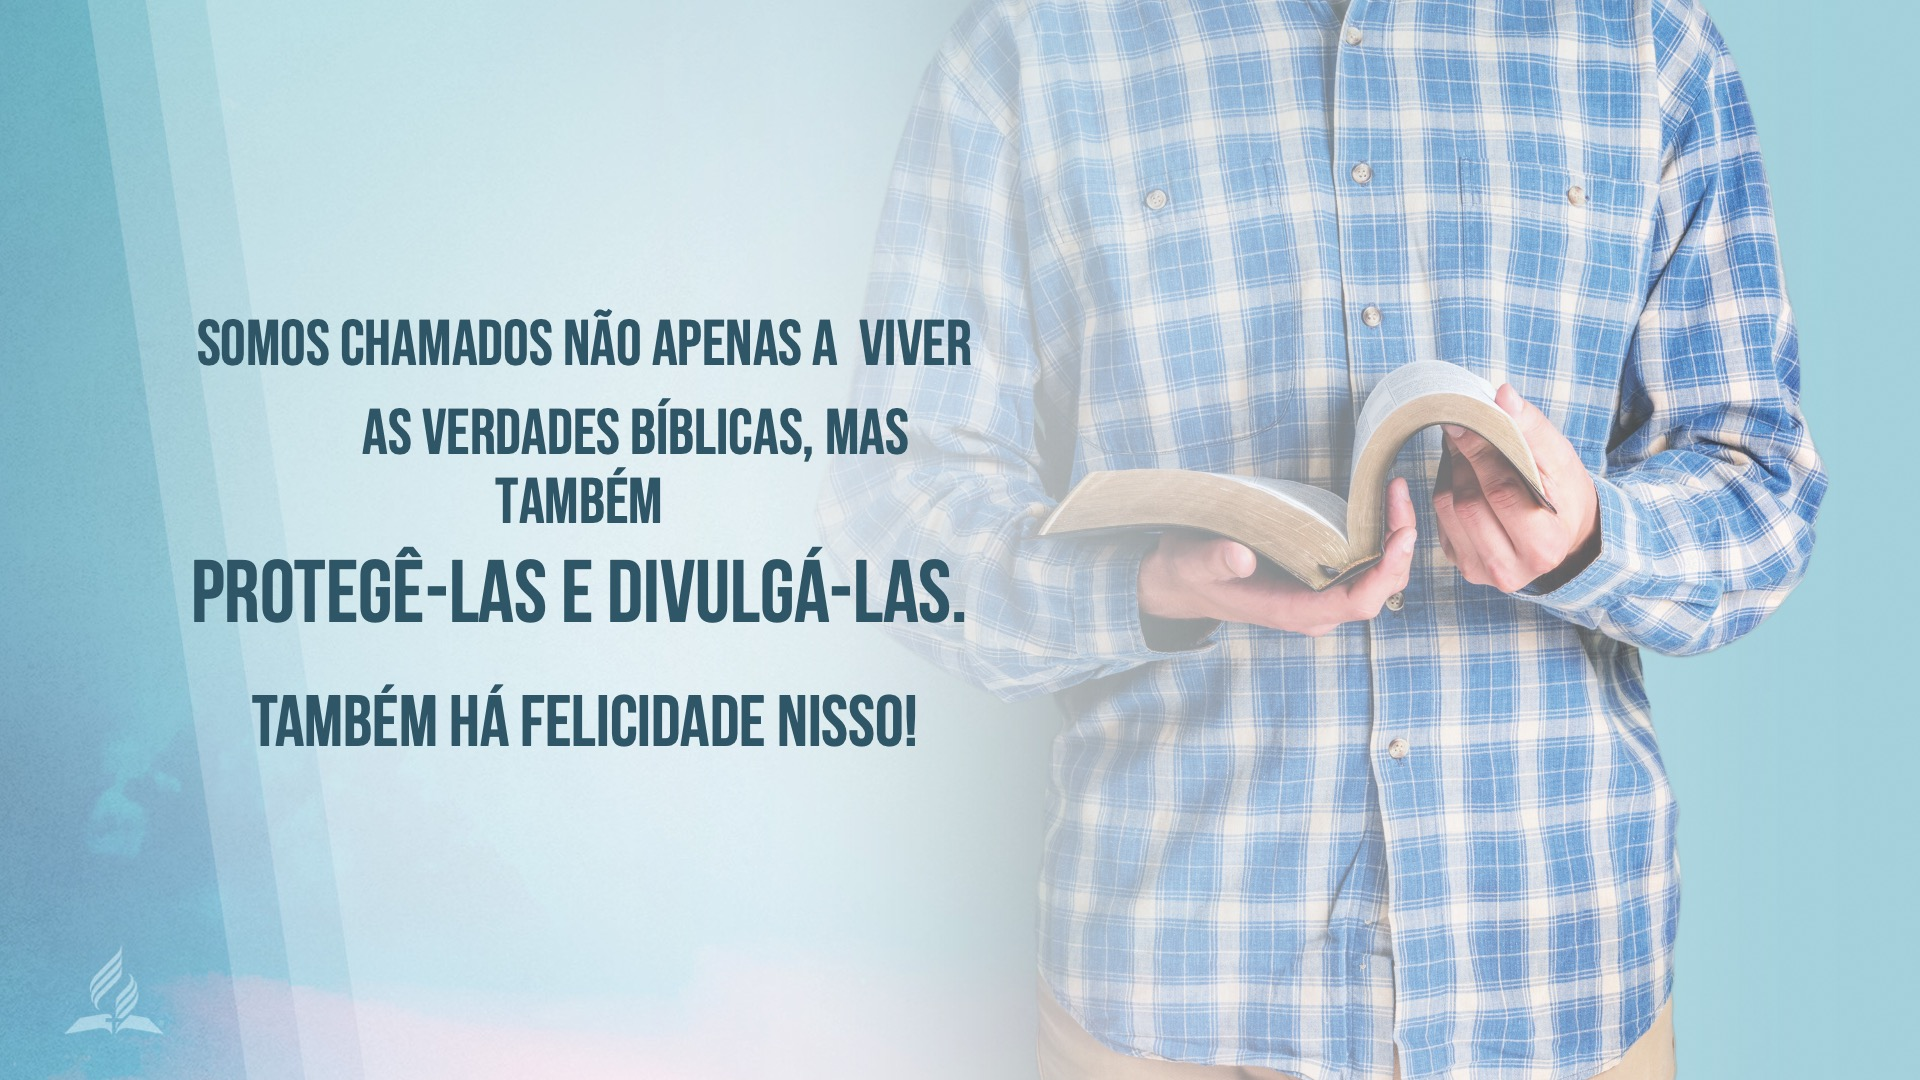 SOMOS CHAMADOS NÃO APENAS A VIVER
AS VERDADES BÍBLICAS, MAS
TAMBÉM
PROTEGÊ-LAS E DIVULGÁ-LAS.
TAMBÉM HÁ FELICIDADE NISSO!